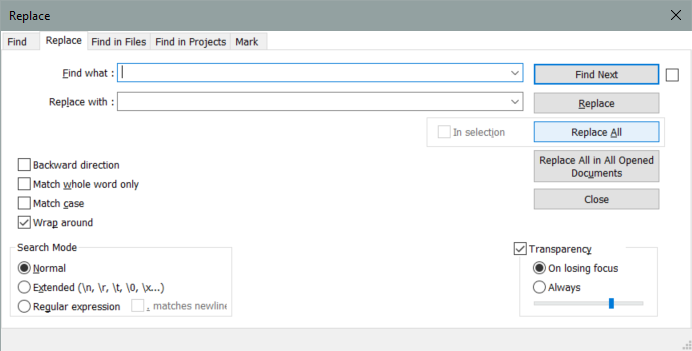 Replace
Find Replace Find in Files Find in Projects Mark
Find what : Find Next
Replace with : Replace
In selection Replace All
Replace All in All Opened
Documents
Close
Backward direction
Match whole word only
Match case
Wrap around
Search Mode
Normal
Extended (\n, \r, \t, \0, \x...)
Regular expression . matches newline
Transparency
On losing focus
Always